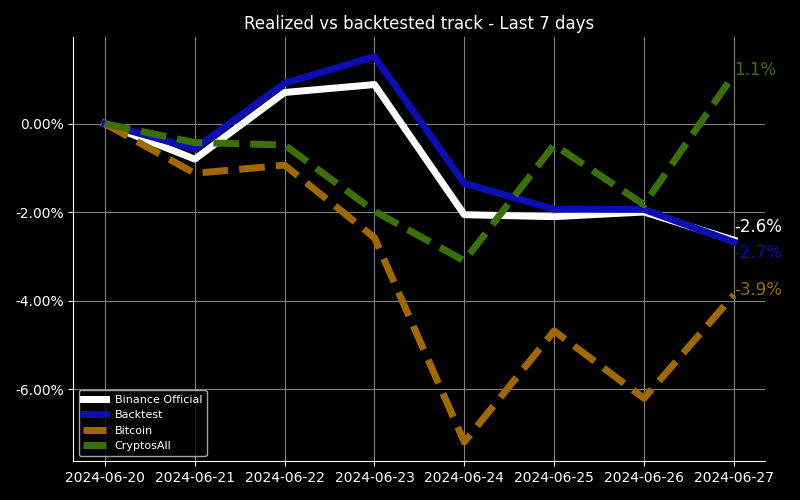 Realized vs backtested track - Last 7 days
1.1%
0.00%
-2.00%
-2.6%
-2.7%
-3.9%
-4.00%
-6.00%
Binance Official
Backtest
Bitcoin
CryptosAll
2024-06-20 2024-06-21 2024-06-22 2024-06-23 2024-06-24 2024-06-25 2024-06-26 2024-06-27